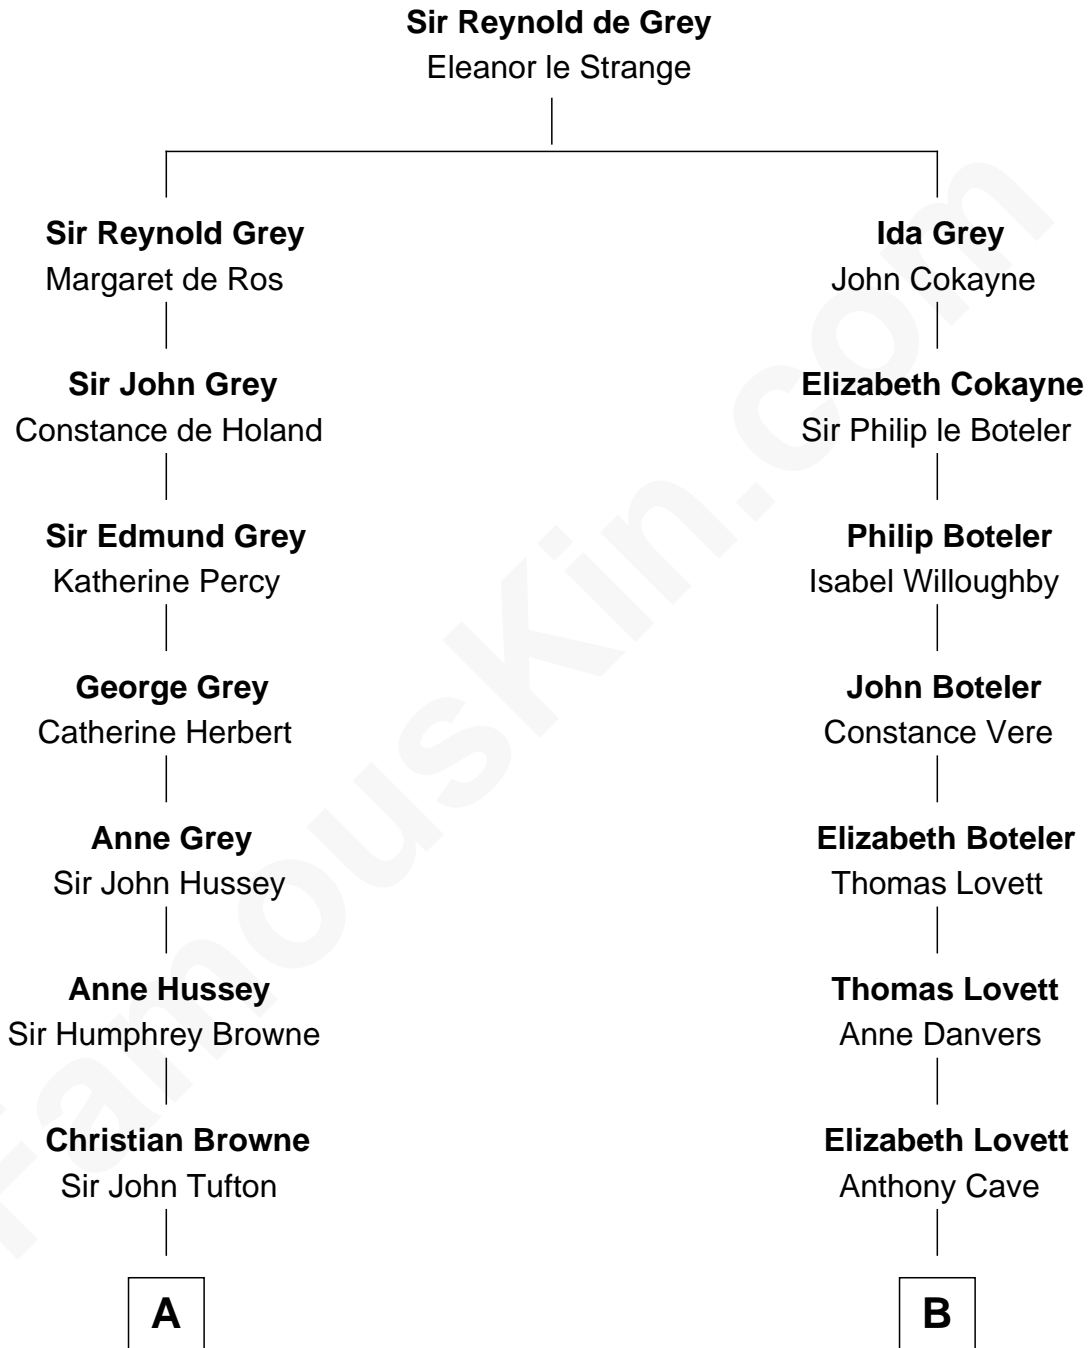 Sir Reynold de Grey
Eleanor le Strange
Sir Reynold Grey
Margaret de Ros
Ida Grey
John Cokayne
Sir John Grey
Constance de Holand
Elizabeth Cokayne
Sir Philip le Boteler
Sir Edmund Grey
Katherine Percy
Philip Boteler
Isabel Willoughby
George Grey
Catherine Herbert
John Boteler
Constance Vere
Anne Grey
Sir John Hussey
Elizabeth Boteler
Thomas Lovett
Anne Hussey
Sir Humphrey Browne
Thomas Lovett
Anne Danvers
Christian Browne
Sir John Tufton
Elizabeth Lovett
Anthony Cave
A
B
FamousKin.com